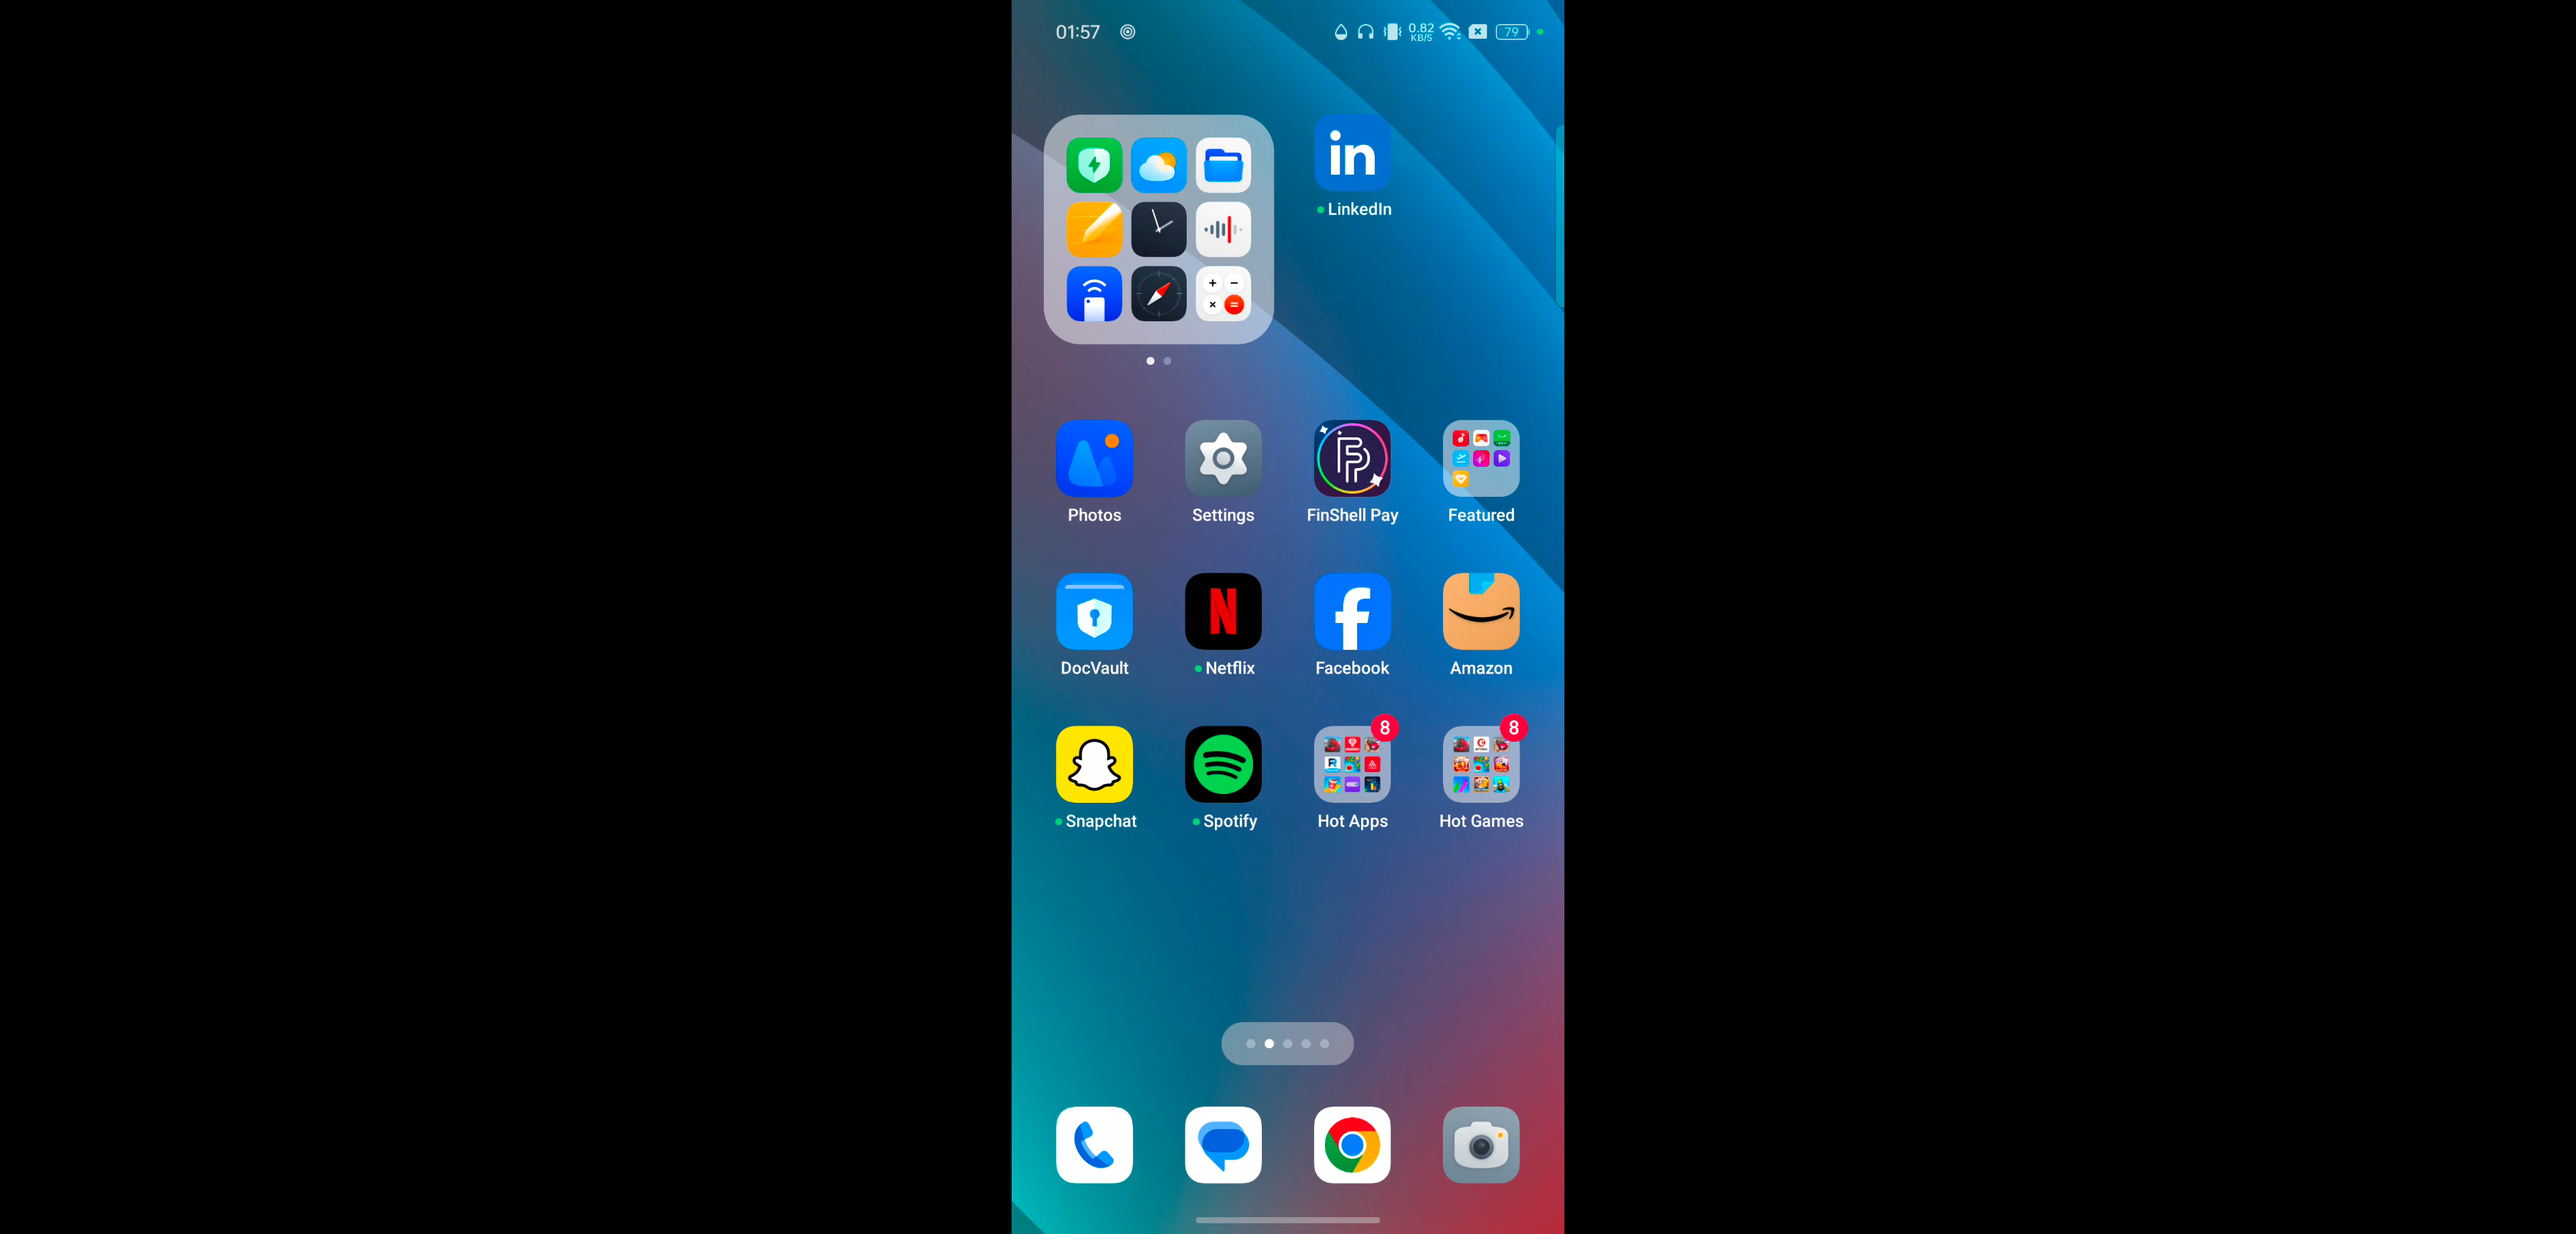 01:57
0.82
KB/S
79
in
LinkedIn
Photos
Settings
FinShell Pay
Featured
DocVault
Netflix
Facebook
Amazon
8
8
Snapchat
Spotify
Hot Apps
Hot Games